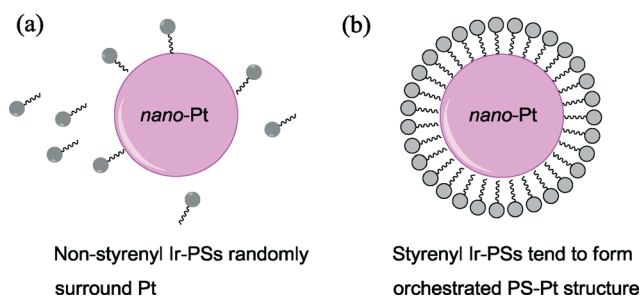 (a)
nano-Pt
Non-styrenyl Ir-PSs randomly
surround Pt
(b)
nano-Pt
Styrenyl Ir-PSs tend to form
orchestrated PS-Pt structure